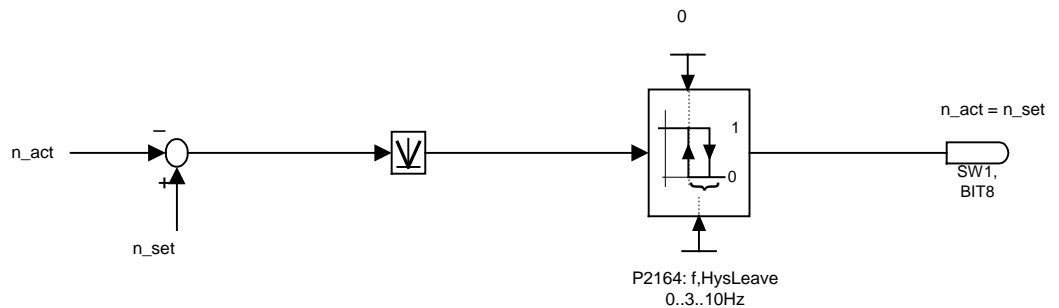 0
n_act = n_set
n_act
−
+
n_set
1
0
SW1,
BIT8
P2164: f,HysLeave
0..3..10Hz